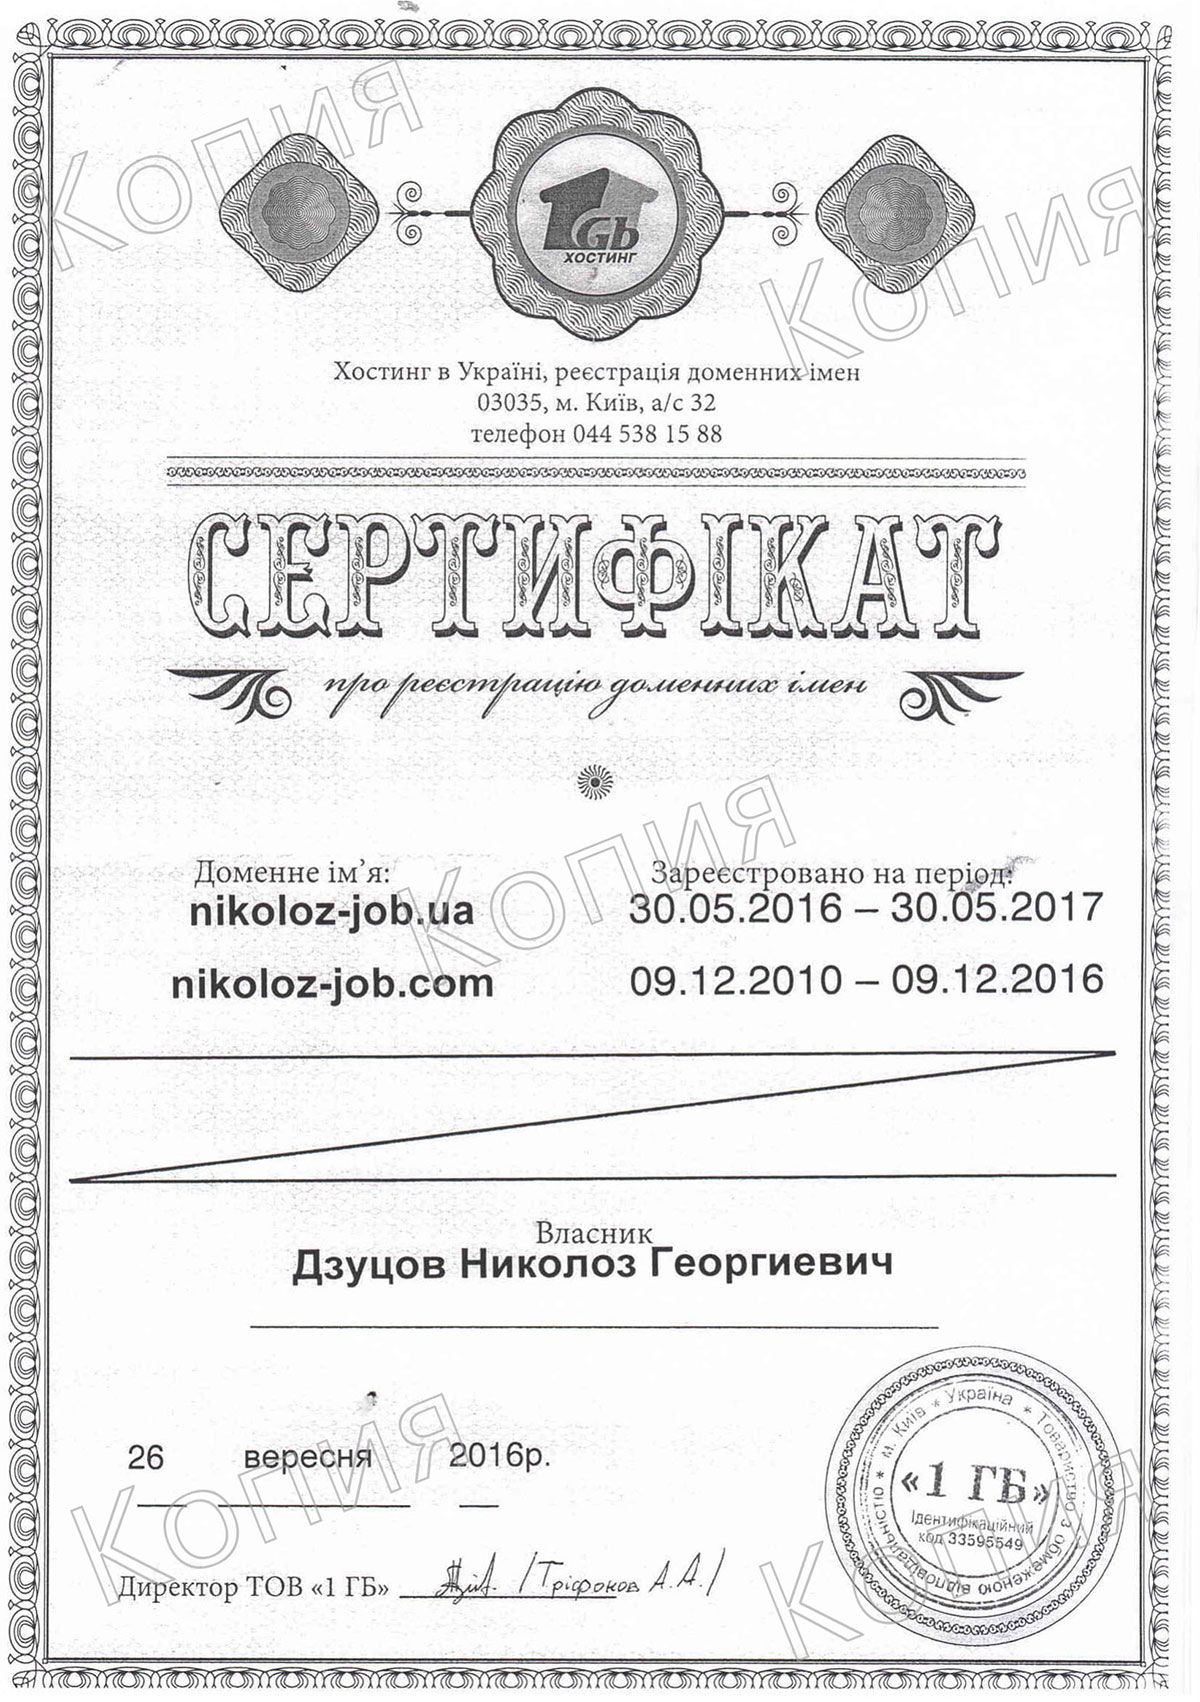 Копия
Копия
1Gb
ХОСТИНГ
Хостинг в Україні, реєстрація доменних імен
03035, м. Київ, а/с 32
телефон 044 538 15 88
СЕРТИФІКАТ
про реєстрацію доменних імен
Копия
Доменне ім’я: Зареєстровано на період:
nikoloz-job.ua 30.05.2016 – 30.05.2017
nikoloz-job.com 09.12.2010 – 09.12.2016
Власник
Дзуцов Николоз Георгиевич
Копия
26 вересня 2016р.
Копия
м. Київ * Україна * Товариство з обмеженою відповідальністю *
«1 ГБ»
Ідентифікаційний
код 33595549
Директор ТОВ «1 ГБ» /Тріфонов А.А./